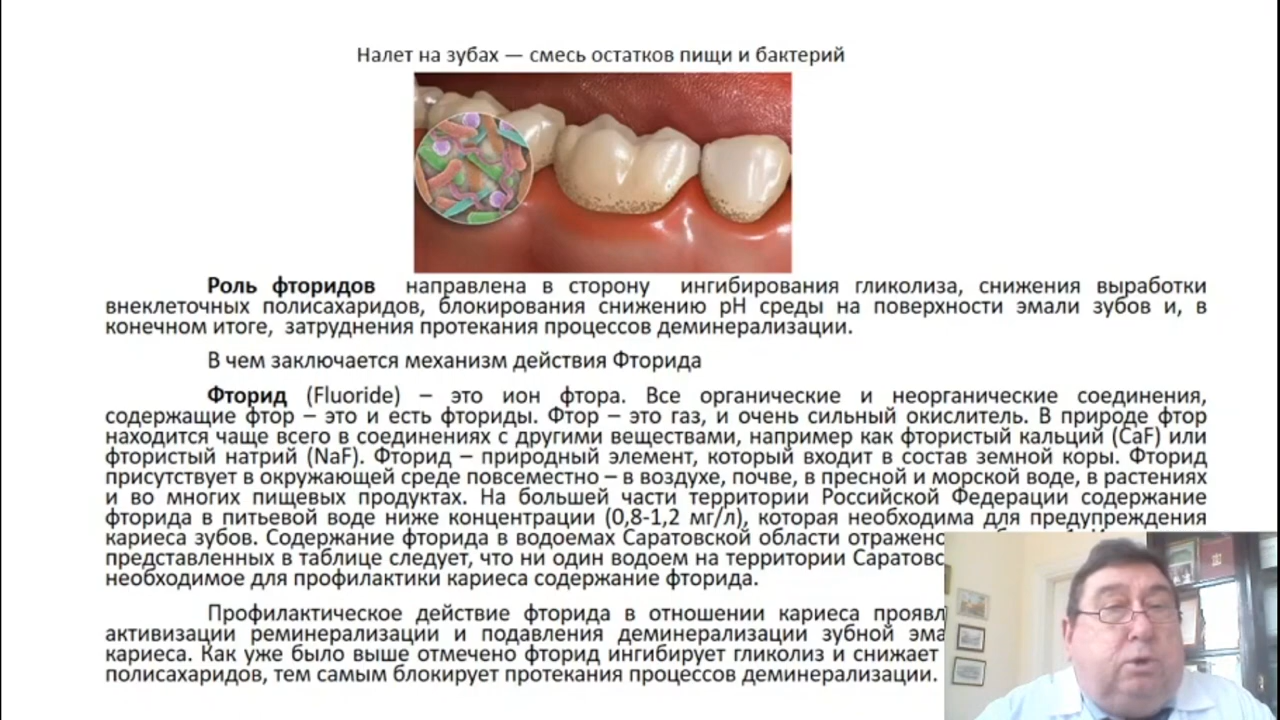 Налет на зубах — смесь остатков пищи и бактерий
Роль фторидов направлена в сторону ингибирования гликолиза, снижения выработки
внеклеточных полисахаридов, блокирования снижению pH среды на поверхности эмали зубов и, в
конечном итоге, затруднения протекания процессов деминерализации.
В чем заключается механизм действия Фторида
Фторид (Fluoride) – это ион фтора. Все органические и неорганические соединения,
содержащие фтор – это и есть фториды. Фтор – это газ, и очень сильный окислитель. В природе фтор
находится чаще всего в соединениях с другими веществами, например как фтористый кальций (CaF) или
фтористый натрий (NaF). Фторид – природный элемент, который входит в состав земной коры. Фторид
присутствует в окружающей среде повсеместно – в воздухе, почве, в пресной и морской воде, в растениях
и во многих пищевых продуктах. На большей части территории Российской Федерации содержание
фторида в питьевой воде ниже концентрации (0,8-1,2 мг/л), которая необходима для предупреждения
кариеса зубов. Содержание фторида в водоемах Саратовской области отражено
представленных в таблице следует, что ни один водоем на территории Саратовс
необходимое для профилактики кариеса содержание фторида.
Профилактическое действие фторида в отношении кариеса проявл
активизации реминерализации и подавления деминерализации зубной эма
кариеса. Как уже было выше отмечено фторид ингибирует гликолиз и снижает
полисахаридов, тем самым блокирует протекания процессов деминерализации.